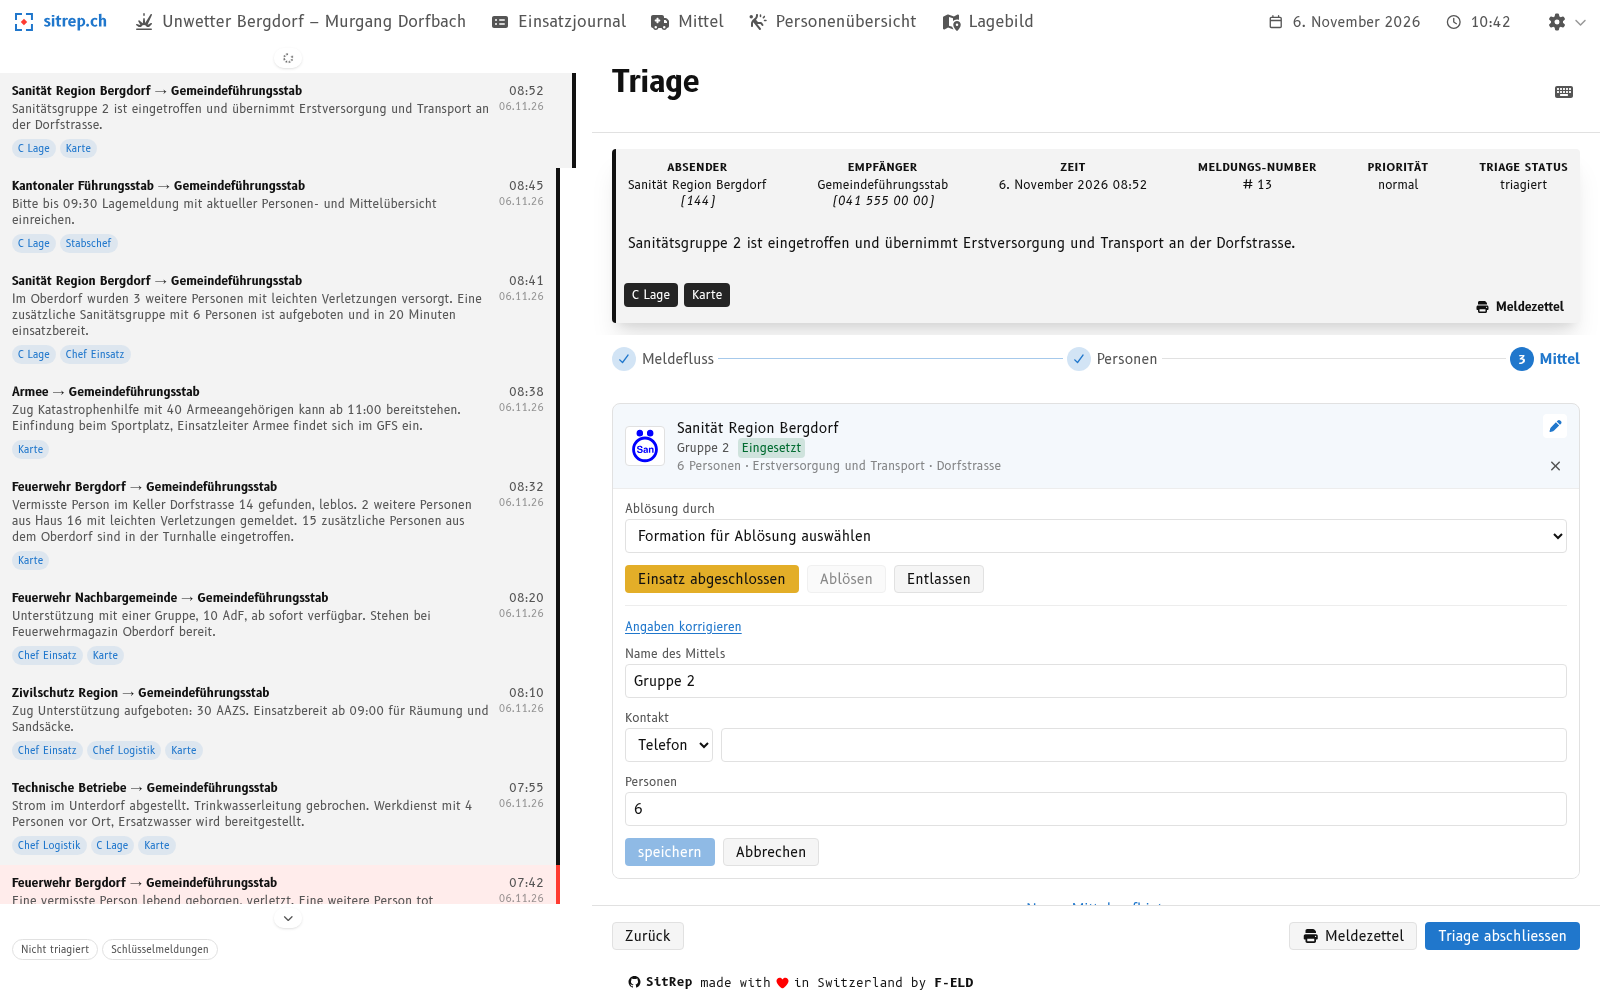 sitrep.ch
Unwetter Bergdorf – Murgang Dorfbach
Einsatzjournal
Mittel
Personenübersicht
Lagebild
6. November 2026
10:42
Sanität Region Bergdorf → Gemeindeführungsstab
08:52
Sanitätsgruppe 2 ist eingetroffen und übernimmt Erstversorgung und Transport an
06.11.26
der Dorfstrasse.
C Lage
Karte
Kantonaler Führungsstab → Gemeindeführungsstab
08:45
Bitte bis 09:30 Lagemeldung mit aktueller Personen- und Mittelübersicht
06.11.26
einreichen.
C Lage
Stabschef
Sanität Region Bergdorf → Gemeindeführungsstab
08:41
Im Oberdorf wurden 3 weitere Personen mit leichten Verletzungen versorgt. Eine
06.11.26
zusätzliche Sanitätsgruppe mit 6 Personen ist aufgeboten und in 20 Minuten
einsatzbereit.
C Lage
Chef Einsatz
Armee → Gemeindeführungsstab
08:38
Zug Katastrophenhilfe mit 40 Armeeangehörigen kann ab 11:00 bereitstehen.
06.11.26
Einfindung beim Sportplatz, Einsatzleiter Armee findet sich im GFS ein.
Karte
Feuerwehr Bergdorf → Gemeindeführungsstab
08:32
Vermisste Person im Keller Dorfstrasse 14 gefunden, leblos. 2 weitere Personen
06.11.26
aus Haus 16 mit leichten Verletzungen gemeldet. 15 zusätzliche Personen aus
dem Oberdorf sind in der Turnhalle eingetroffen.
Karte
Feuerwehr Nachbargemeinde → Gemeindeführungsstab
08:20
Unterstützung mit einer Gruppe, 10 AdF, ab sofort verfügbar. Stehen bei
06.11.26
Feuerwehrmagazin Oberdorf bereit.
Chef Einsatz
Karte
Zivilschutz Region → Gemeindeführungsstab
08:10
Zug Unterstützung aufgeboten: 30 AAZS. Einsatzbereit ab 09:00 für Räumung und
06.11.26
Sandsäcke.
Chef Einsatz
Chef Logistik
Karte
Technische Betriebe → Gemeindeführungsstab
07:55
Strom im Unterdorf abgestellt. Trinkwasserleitung gebrochen. Werkdienst mit 4
06.11.26
Personen vor Ort, Ersatzwasser wird bereitgestellt.
Chef Logistik
C Lage
Karte
Feuerwehr Bergdorf → Gemeindeführungsstab
07:42
Eine vermisste Person lebend geborgen, verletzt. Eine weitere Person tot
06.11.26
Nicht triagiert
Schlüsselmeldungen
Triage
ABSENDER
Sanität Region Bergdorf
[144]
EMPFÄNGER
Gemeindeführungsstab
[041 555 00 00]
ZEIT
6. November 2026 08:52
MELDUNGS-NUMBER
# 13
PRIORITÄT
normal
TRIAGE STATUS
triagiert
Sanitätsgruppe 2 ist eingetroffen und übernimmt Erstversorgung und Transport an der Dorfstrasse.
C Lage
Karte
Meldezettel
Meldefluss
Personen
3
Mittel
San
Sanität Region Bergdorf
Gruppe 2
Eingesetzt
6 Personen · Erstversorgung und Transport · Dorfstrasse
Ablösung durch
Formation für Ablösung auswählen
Einsatz abgeschlossen
Ablösen
Entlassen
Angaben korrigieren
Name des Mittels
Gruppe 2
Kontakt
Telefon
Personen
6
speichern
Abbrechen
Zurück
Meldezettel
Triage abschliessen
SitRep made with
in Switzerland by F-ELD